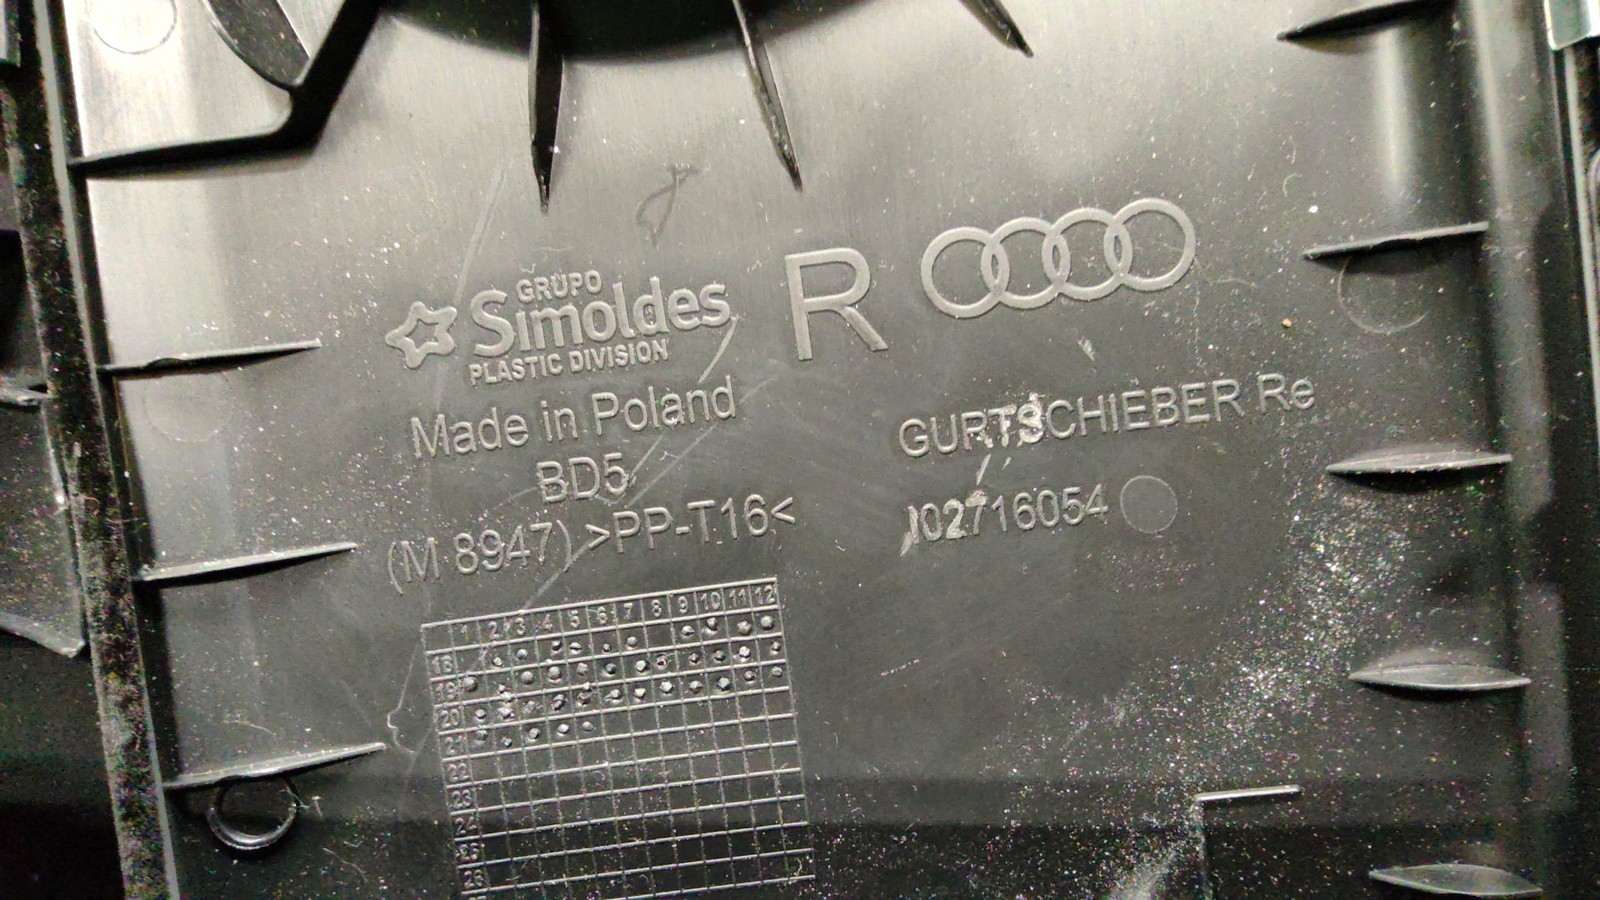 GRUPO
Simoldes
PLASTIC DIVISION
Made in Poland
BD5
(M 8947) >PP-T16<
R
GURTSCHIEBER Re
02716054
1 2 3 4 5 6 7 8 9 10 11 12
18
19
20
21
22
23
24
25
26